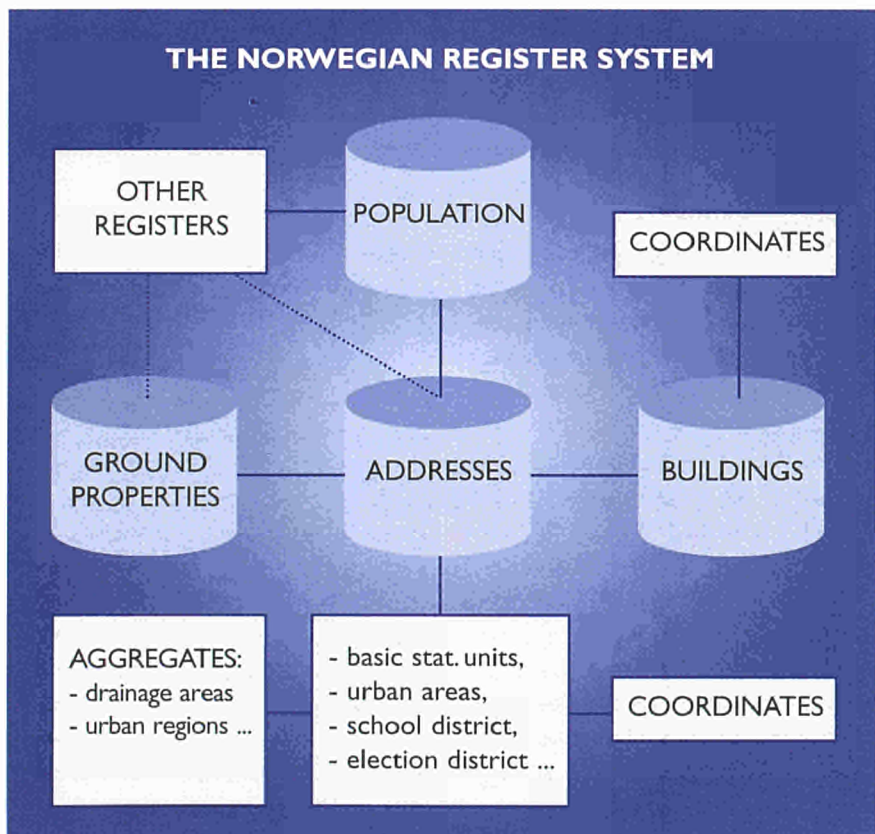 THE NORWEGIAN REGISTER SYSTEM
OTHER
REGISTERS
POPULATION
COORDINATES
GROUND
PROPERTIES
ADDRESSES
BUILDINGS
AGGREGATES:
- drainage areas
- urban regions ...
- basic stat. units,
- urban areas,
- school district,
- election district ...
COORDINATES